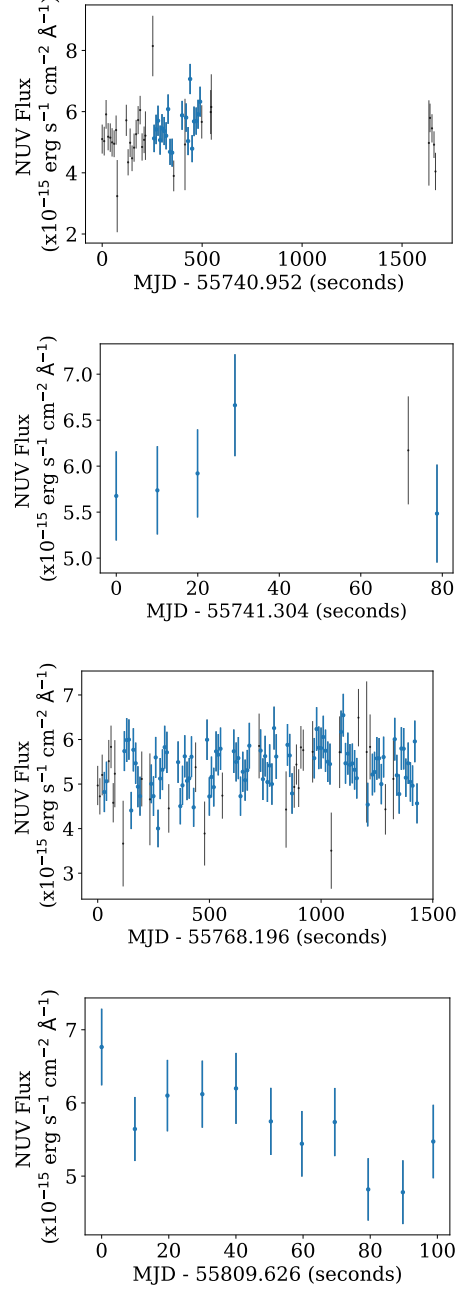 NUV Flux
(x10⁻¹⁵ erg s⁻¹ cm⁻² Å⁻¹)
8
6
4
2
0 500 1000 1500
MJD - 55740.952 (seconds)
NUV Flux
(x10⁻¹⁵ erg s⁻¹ cm⁻² Å⁻¹)
7.0
6.5
6.0
5.5
5.0
0 20 40 60 80
MJD - 55741.304 (seconds)
NUV Flux
(x10⁻¹⁵ erg s⁻¹ cm⁻² Å⁻¹)
7
6
5
4
3
0 500 1000 1500
MJD - 55768.196 (seconds)
NUV Flux
(x10⁻¹⁵ erg s⁻¹ cm⁻² Å⁻¹)
7
6
5
0 20 40 60 80 100
MJD - 55809.626 (seconds)